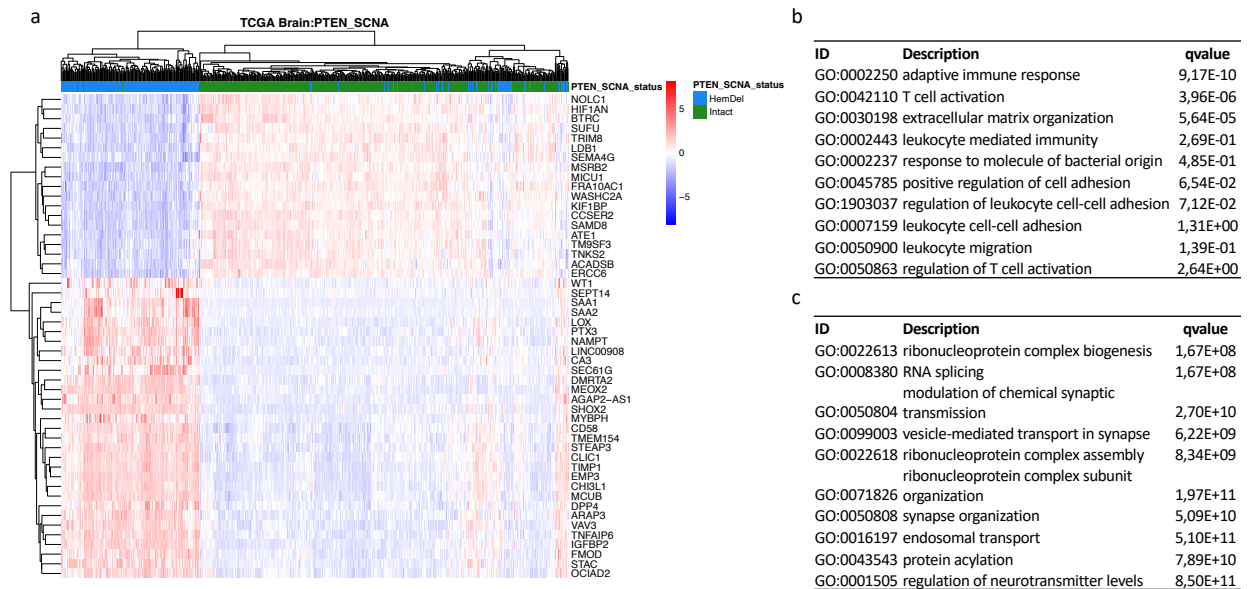 a
TCGA Brain:PTEN_SCNA
PTEN_SCNA_status
NOLC1
HIF1AN
BTRC
SUFU
TRIM8
LDB1
SEMA4G
MSRB2
MICU1
FRA10AC1
WASHC2A
KIF1BP
CCSER2
SAMD8
ATE1
TM9SF3
TNKS2
ACADSB
ERCC6
WT1
SEPT14
SAA1
SAA2
LOX
PTX3
NAMPT
LINC00908
CA3
SEC61G
DMRTA2
MEOX2
AGAP2-AS1
SHOX2
MYBPH
CD58
TMEM154
STEAP3
CLIC1
TIMP1
EMP3
CHI3L1
MCUB
DPP4
ARAP3
VAV3
TNFAIP6
IGFBP2
FMOD
STAC
OCIAD2
5
0
−5
PTEN_SCNA_status
HemDel
Intact
b
ID Description qvalue
GO:0002250 adaptive immune response 9,17E-10
GO:0042110 T cell activation 3,96E-06
GO:0030198 extracellular matrix organization 5,64E-05
GO:0002443 leukocyte mediated immunity 2,69E-01
GO:0002237 response to molecule of bacterial origin 4,85E-01
GO:0045785 positive regulation of cell adhesion 6,54E-02
GO:1903037 regulation of leukocyte cell-cell adhesion 7,12E-02
GO:0007159 leukocyte cell-cell adhesion 1,31E+00
GO:0050900 leukocyte migration 1,39E-01
GO:0050863 regulation of T cell activation 2,64E+00
c
ID Description qvalue
GO:0022613 ribonucleoprotein complex biogenesis 1,67E+08
GO:0008380 RNA splicing 1,67E+08
modulation of chemical synaptic
GO:0050804 transmission 2,70E+10
GO:0099003 vesicle-mediated transport in synapse 6,22E+09
GO:0022618 ribonucleoprotein complex assembly 8,34E+09
ribonucleoprotein complex subunit
GO:0071826 organization 1,97E+11
GO:0050808 synapse organization 5,09E+10
GO:0016197 endosomal transport 5,10E+11
GO:0043543 protein acylation 7,89E+10
GO:0001505 regulation of neurotransmitter levels 8,50E+11